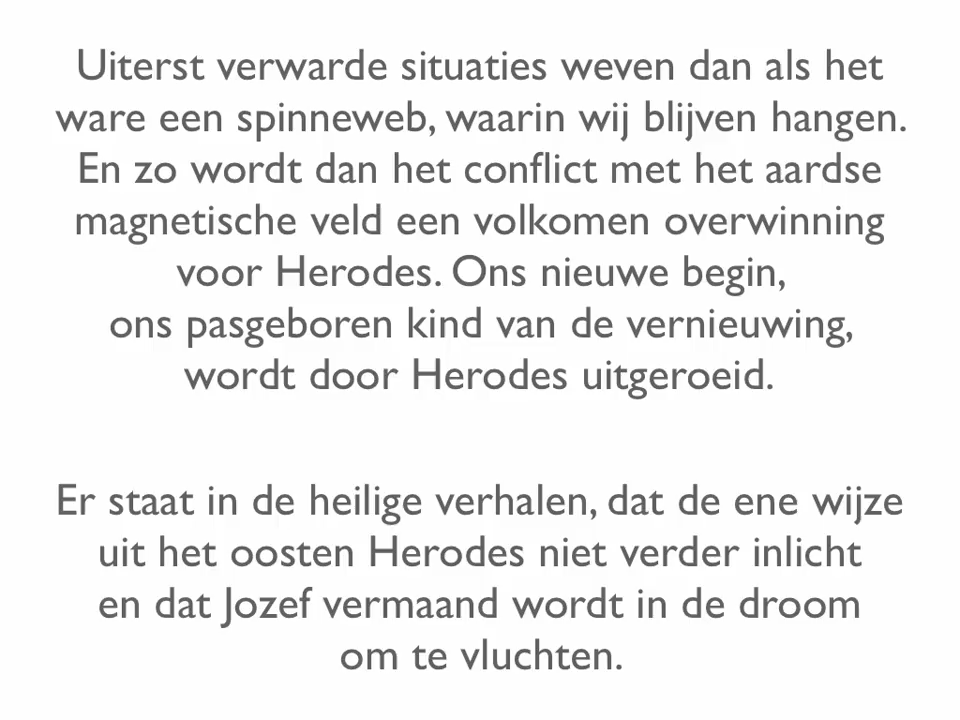 Uiterst verwarde situaties weven dan als het
ware een spinneweb, waarin wij blijven hangen.
En zo wordt dan het conflict met het aardse
magnetische veld een volkomen overwinning
voor Herodes. Ons nieuwe begin,
ons pasgeboren kind van de vernieuwing,
wordt door Herodes uitgeroeid.
Er staat in de heilige verhalen, dat de ene wijze
uit het oosten Herodes niet verder inlicht
en dat Jozef vermaand wordt in de droom
om te vluchten.